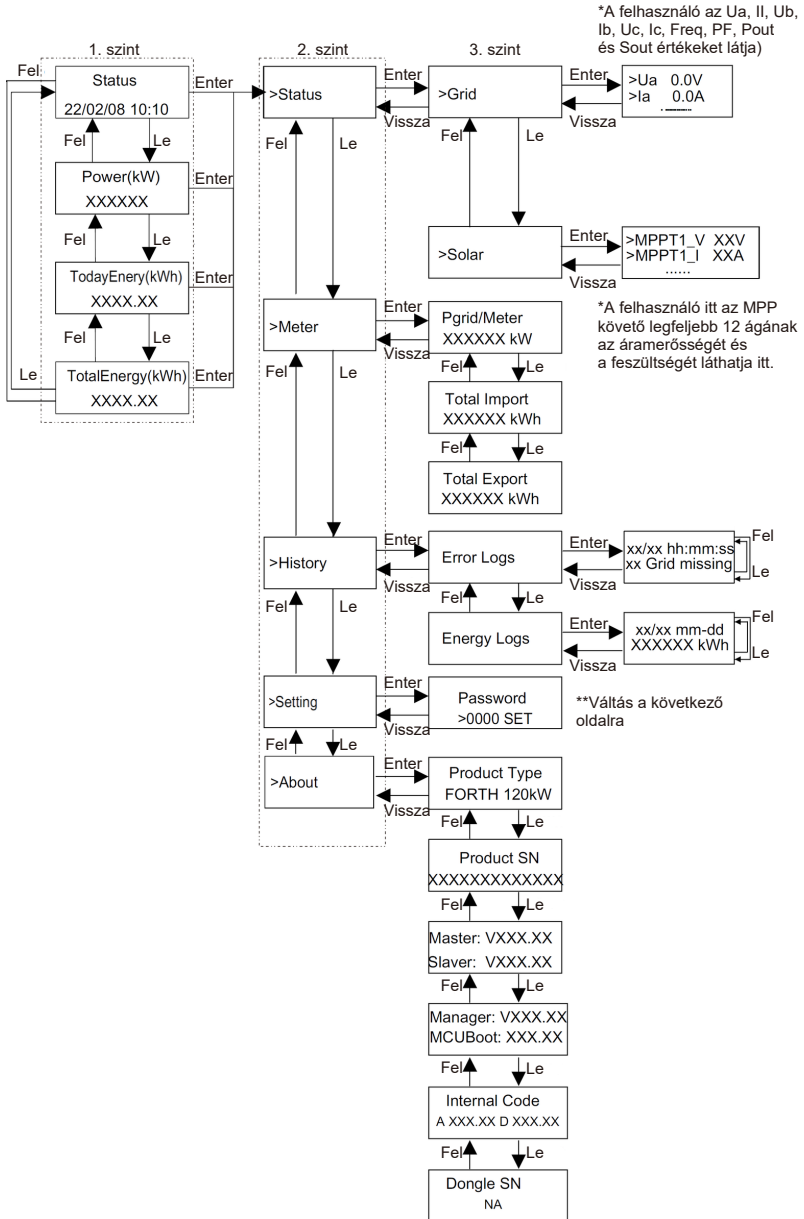 *A felhasználó az Ua, II, Ub,
Ib, Uc, Ic, Freq, PF, Pout
és Sout értékeket látja)
1. szint
2. szint
3. szint
Fel
Status
22/02/08 10:10
Enter
>Status
Enter
Vissza
>Grid
Enter
Vissza
>Ua 0.0V
>Ia 0.0A
........
Fel
Le
Fel
Le
Fel
Le
Power(kW)
XXXXXX
Enter
Fel
Le
>Solar
Enter
Vissza
>MPPT1_V XXV
>MPPT1_I XXA
......
TodayEnery(kWh)
XXXX.XX
Enter
*A felhasználó itt az MPP
követő legfeljebb 12 ágának
az áramerősségét és
a feszültségét láthatja itt.
>Meter
Enter
Vissza
Pgrid/Meter
XXXXXX kW
Fel
Le
Le
TotalEnergy(kWh)
XXXX.XX
Enter
Fel
Le
Fel
Le
Total Import
XXXXXX kWh
Fel
Le
Total Export
XXXXXX kWh
>History
Enter
Vissza
Error Logs
Enter
Vissza
xx/xx hh:mm:ss
xx Grid missing
Fel
Le
Fel
Le
Fel
Le
Energy Logs
Enter
Vissza
xx/xx mm-dd
XXXXXX kWh
Fel
Le
>Setting
Enter
Vissza
Password
>0000 SET
**Váltás a következő
oldalra
Fel
Le
>About
Enter
Vissza
Product Type
FORTH 120kW
Fel
Le
Product SN
XXXXXXXXXXXXX
Fel
Le
Master: VXXX.XX
Slaver: VXXX.XX
Fel
Le
Manager: VXXX.XX
MCUBoot: XXX.XX
Fel
Le
Internal Code
A XXX.XX D XXX.XX
Fel
Le
Dongle SN
NA